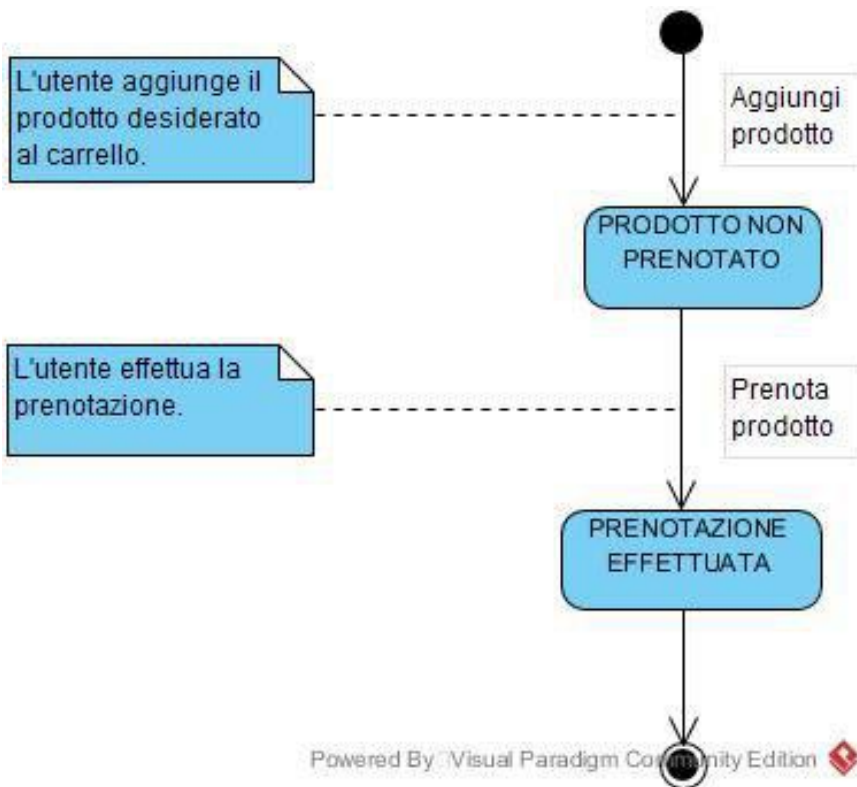 L'utente aggiunge il
prodotto desiderato
al carrello.
Aggiungi
prodotto
PRODOTTO NON
PRENOTATO
L'utente effettua la
prenotazione.
Prenota
prodotto
PRENOTAZIONE
EFFETTUATA
Powered By Visual Paradigm Community Edition